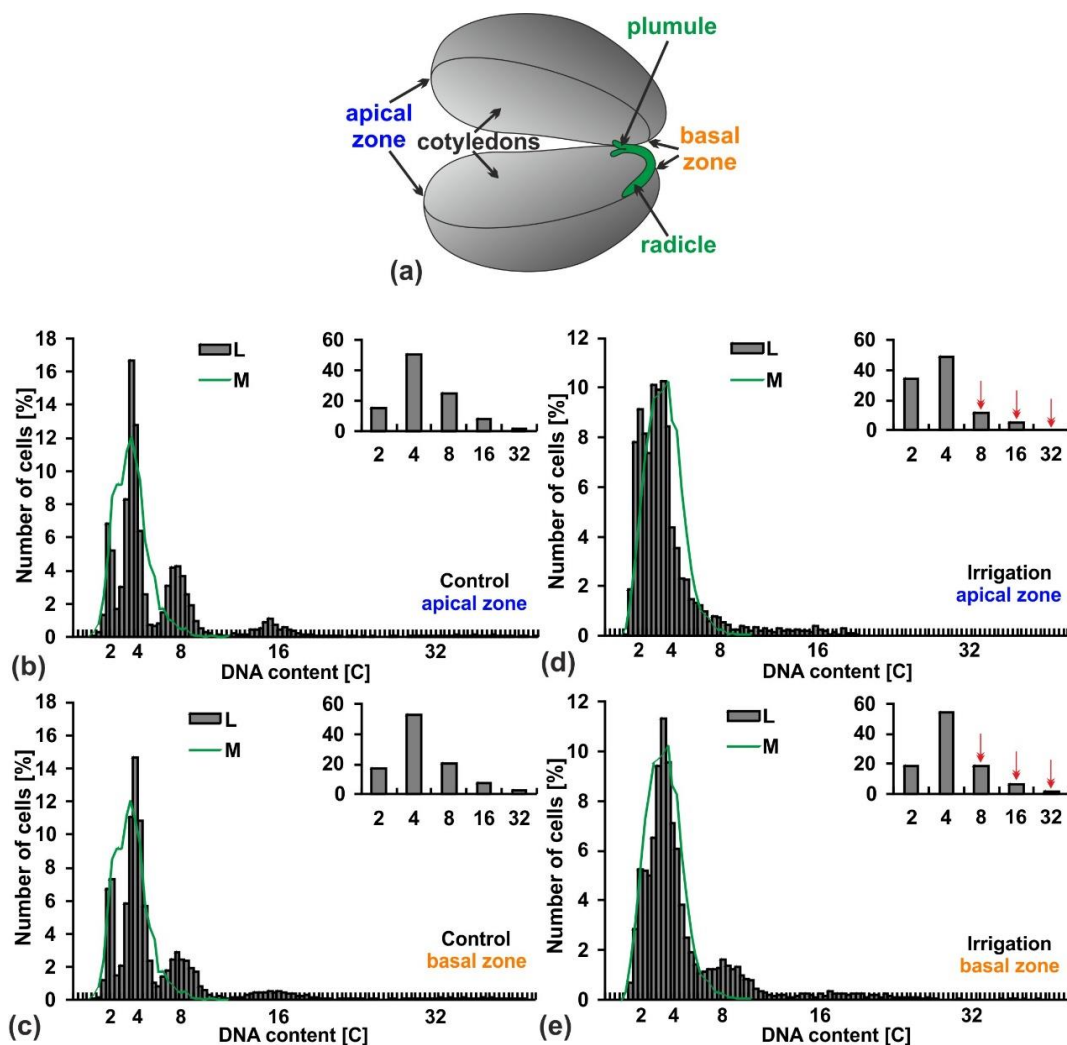 plumule
apical
zone
cotyledons
basal
zone
radicle
(a)
18
16
14
12
10
8
6
4
2
0
Number of cells [%]
L
M
60
40
20
0
2 4 8 16 32
Control
apical zone
2 4 8 16 32
DNA content [C]
(b)
12
10
8
6
4
2
0
Number of cells [%]
L
M
60
40
20
0
2 4 8 16 32
Irrigation
apical zone
2 4 8 16 32
DNA content [C]
(d)
18
16
14
12
10
8
6
4
2
0
Number of cells [%]
L
M
60
40
20
0
2 4 8 16 32
Control
basal zone
2 4 8 16 32
DNA content [C]
(c)
12
10
8
6
4
2
0
Number of cells [%]
L
M
60
40
20
0
2 4 8 16 32
Irrigation
basal zone
2 4 8 16 32
DNA content [C]
(e)